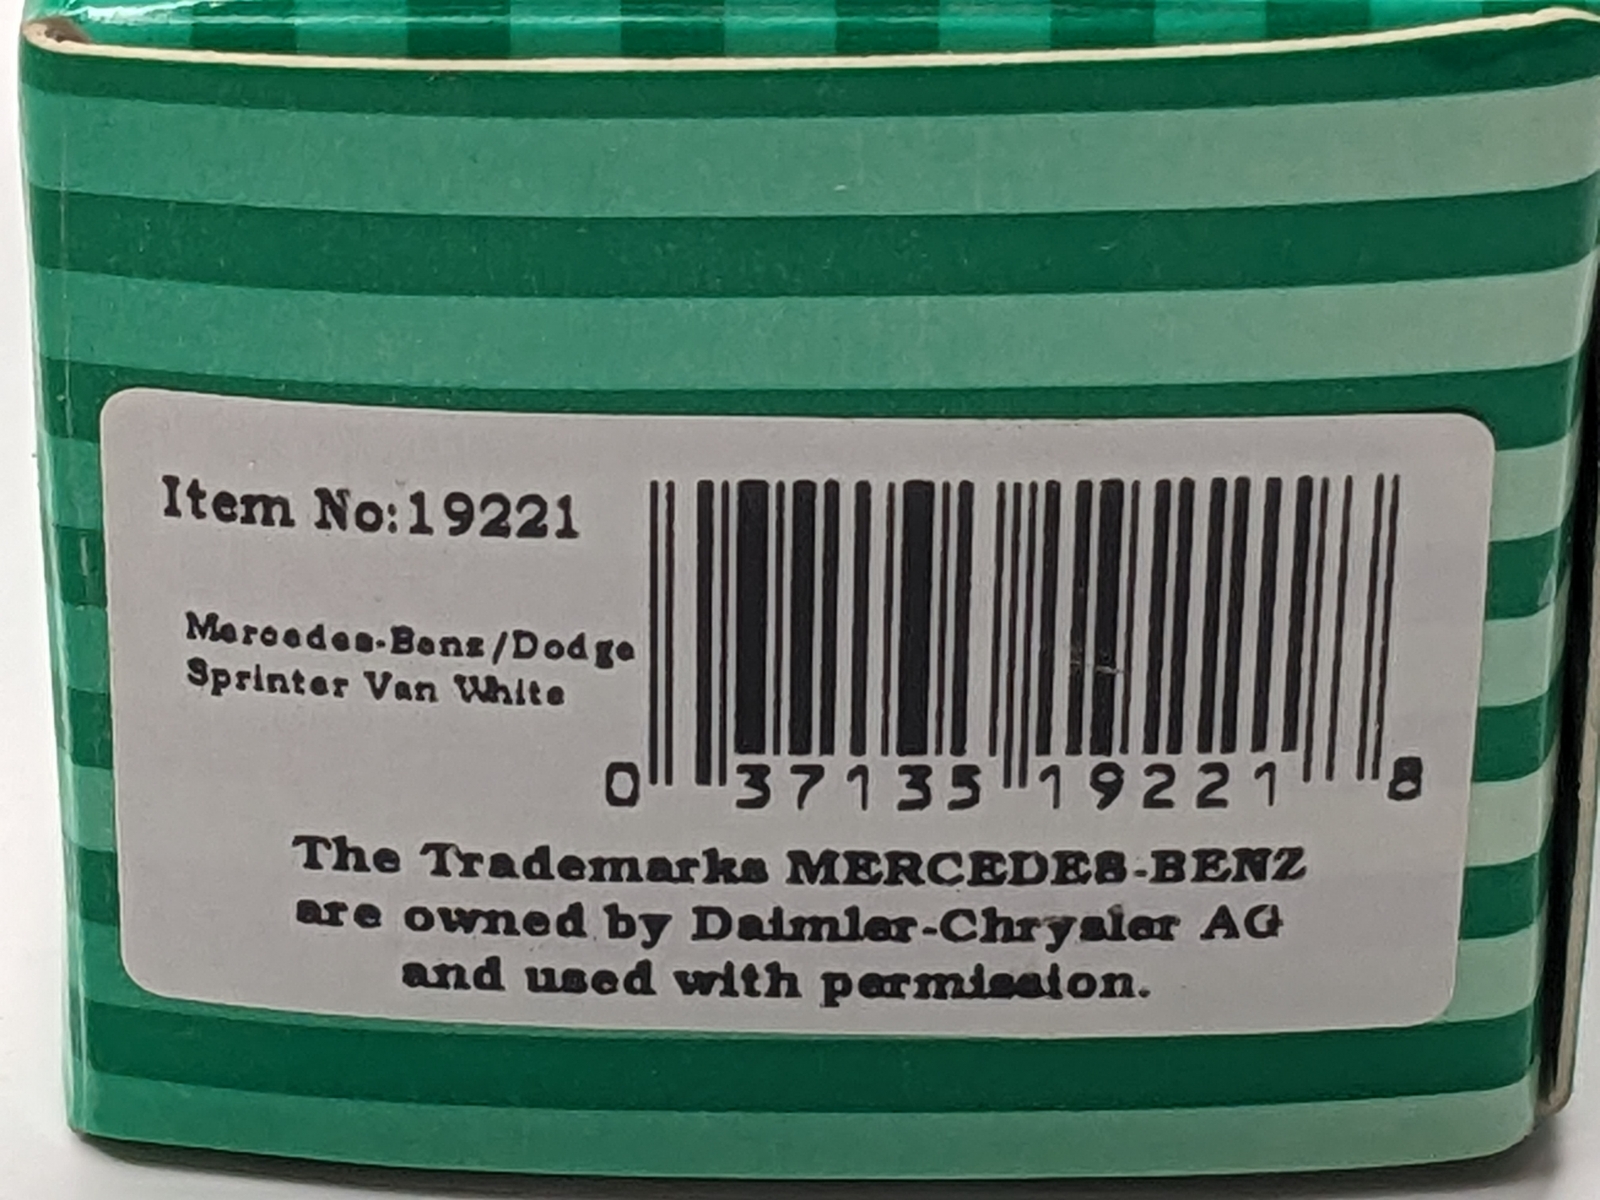 Item No:19221
Mercedes-Benz/Dodge
Sprinter Van White
0 37135 19221 8
The Trademarks MERCEDES-BENZ
are owned by Daimler-Chrysler AG
and used with permission.